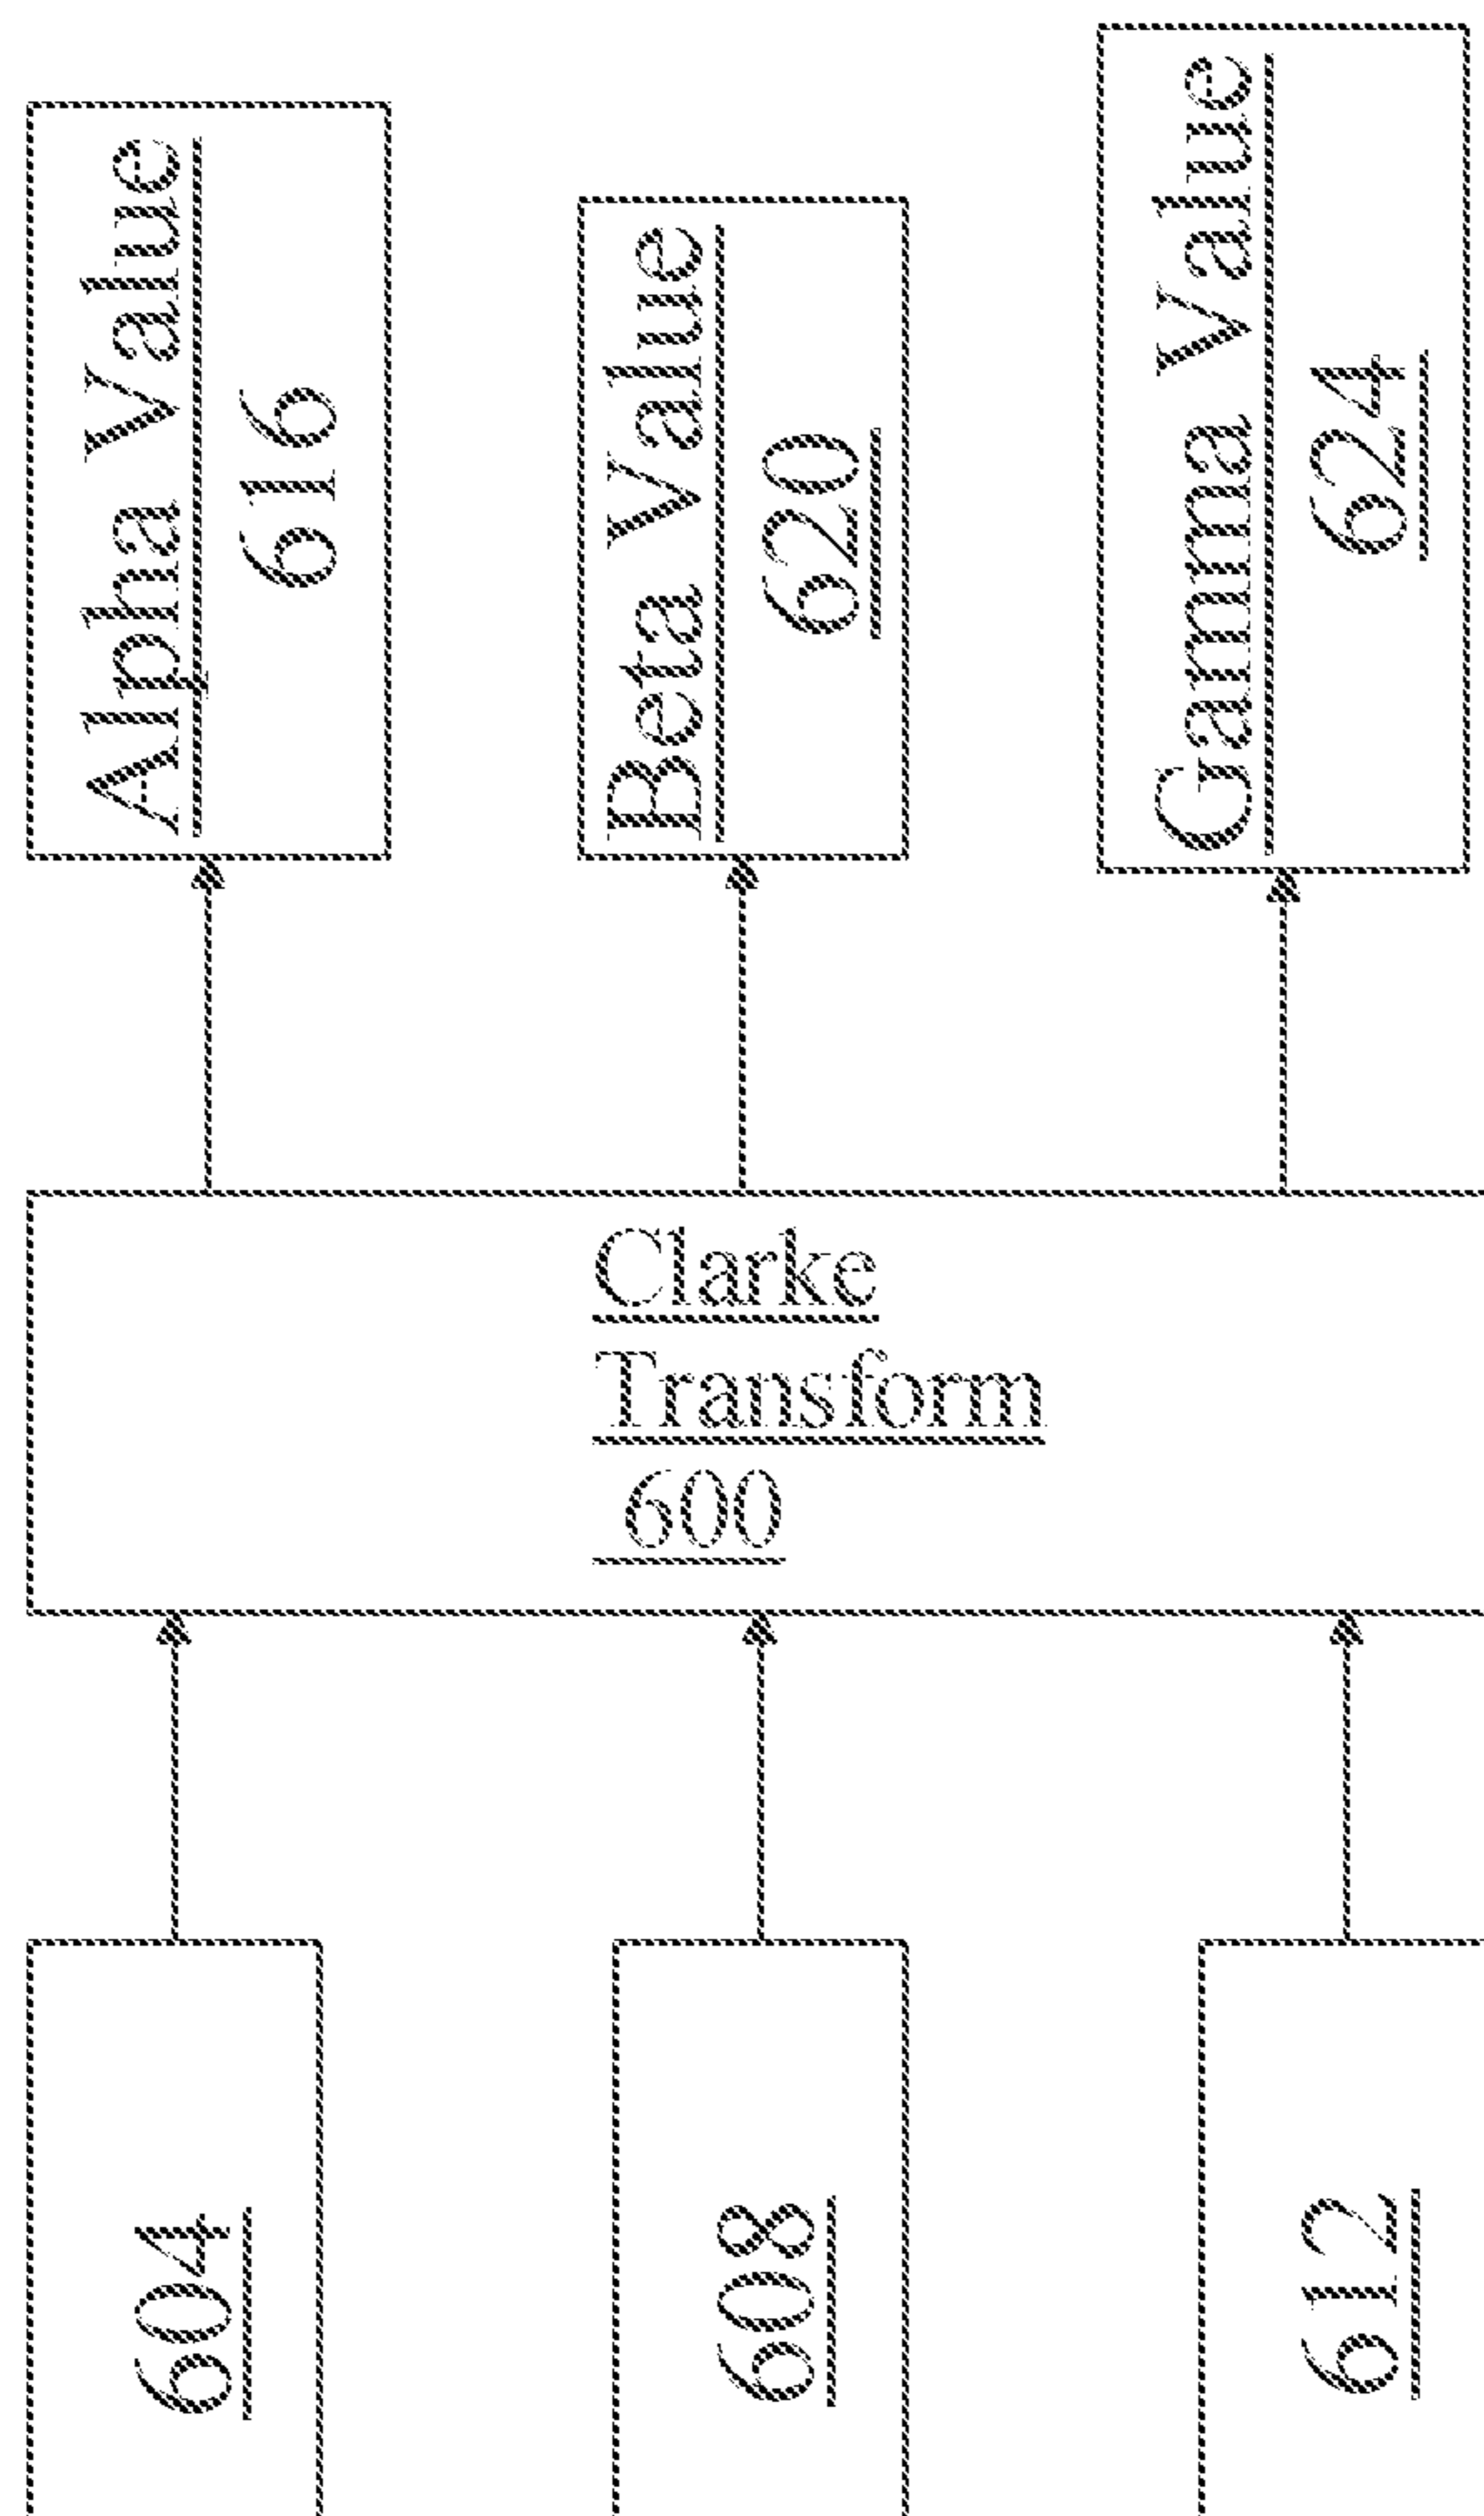 Alpha Value
616
Beta Value
620
Gamma Value
624
Clarke
Transform
600
604
608
612